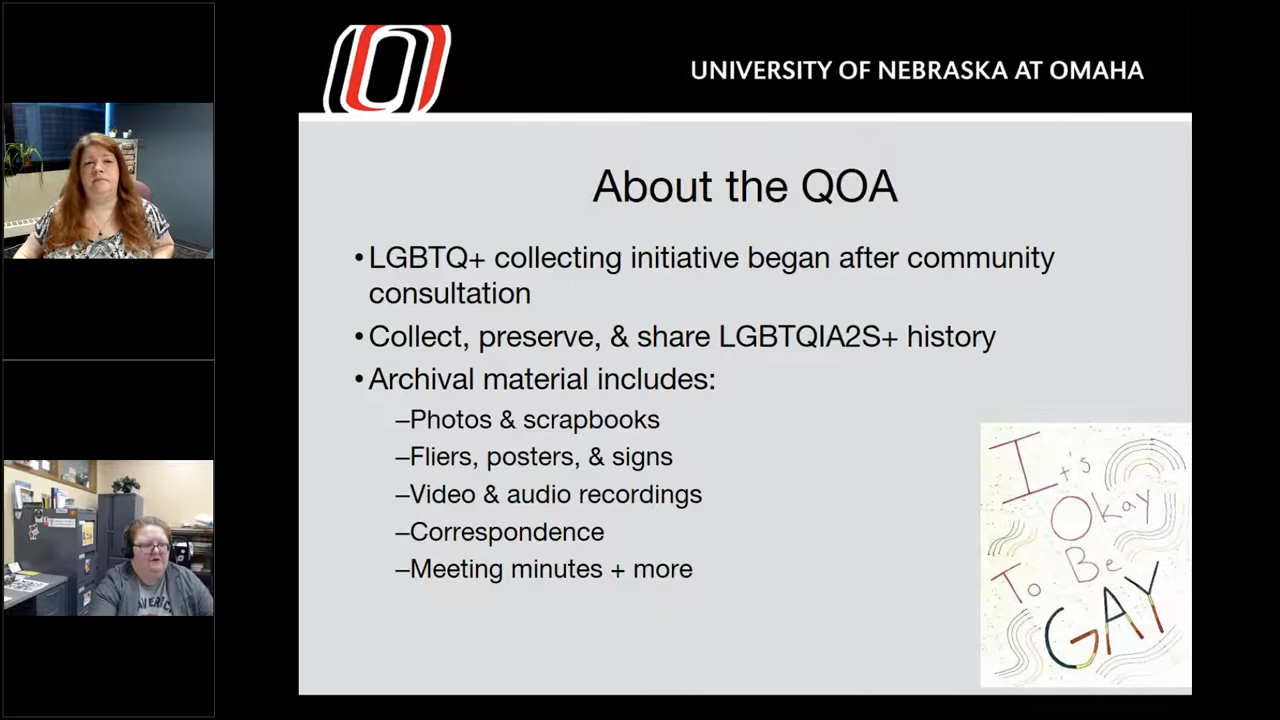 UNIVERSITY OF NEBRASKA AT OMAHA
About the QOA
•LGBTQ+ collecting initiative began after community
consultation
•Collect, preserve, & share LGBTQIA2S+ history
•Archival material includes:
–Photos & scrapbooks
–Fliers, posters, & signs
–Video & audio recordings
–Correspondence
–Meeting minutes + more
It's
Okay
To Be
GAY